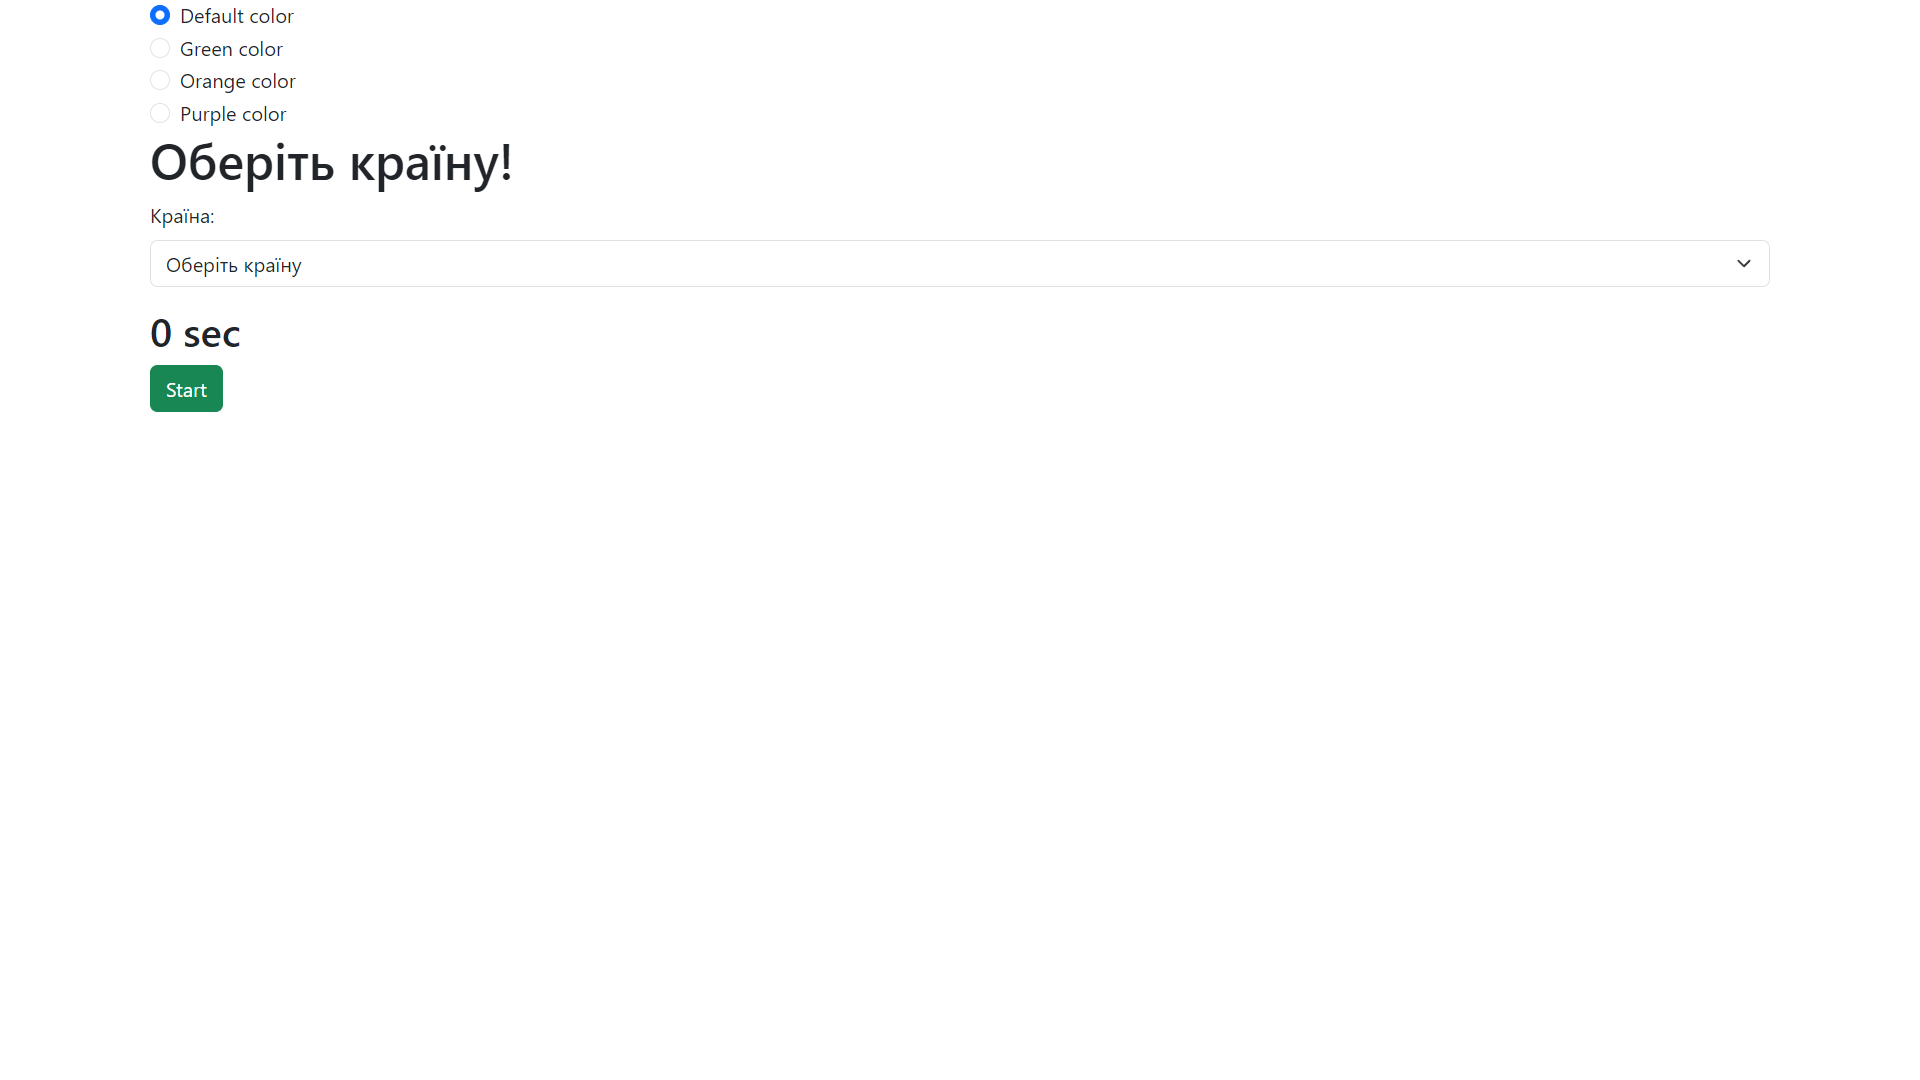 Default color
Green color
Orange color
Purple color
Оберіть країну!
Країна:
Оберіть країну
0 sec
Start